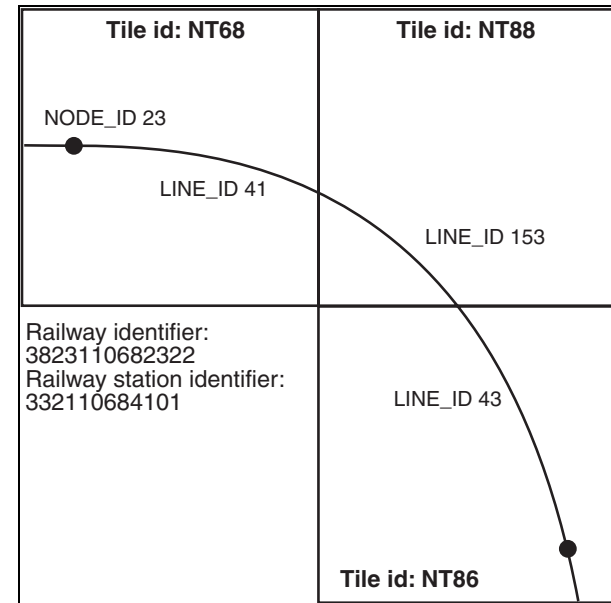 Tile id: NT68
Tile id: NT88
NODE_ID 23
LINE_ID 41
LINE_ID 153
Railway identifier:
3823110682322
Railway station identifier:
332110684101
LINE_ID 43
Tile id: NT86